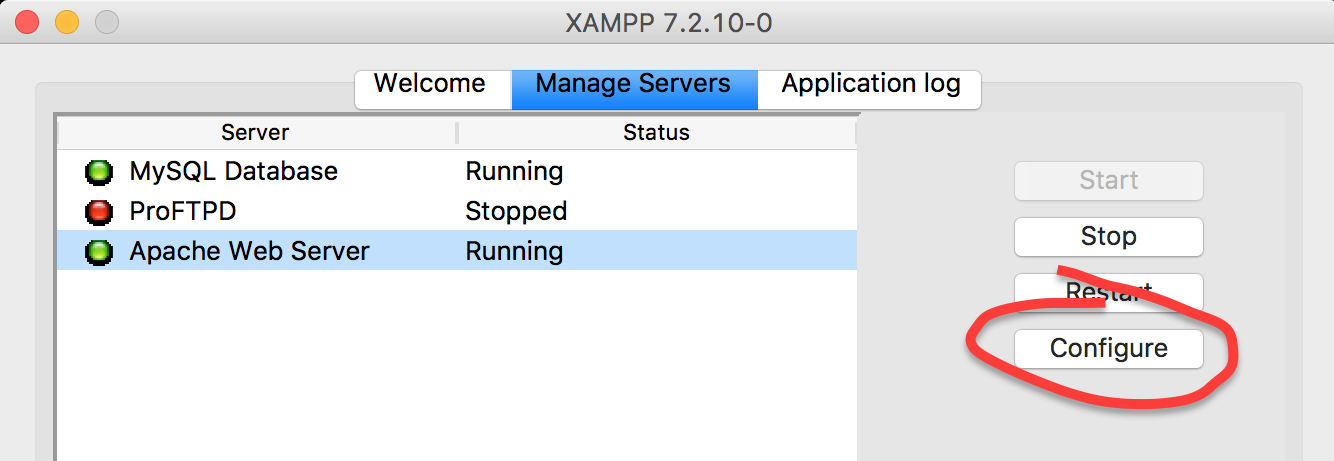 XAMPP 7.2.10-0
Welcome Manage Servers Application log
Server Status
MySQL Database Running
ProFTPD Stopped
Apache Web Server Running
Start
Stop
Restart
Configure